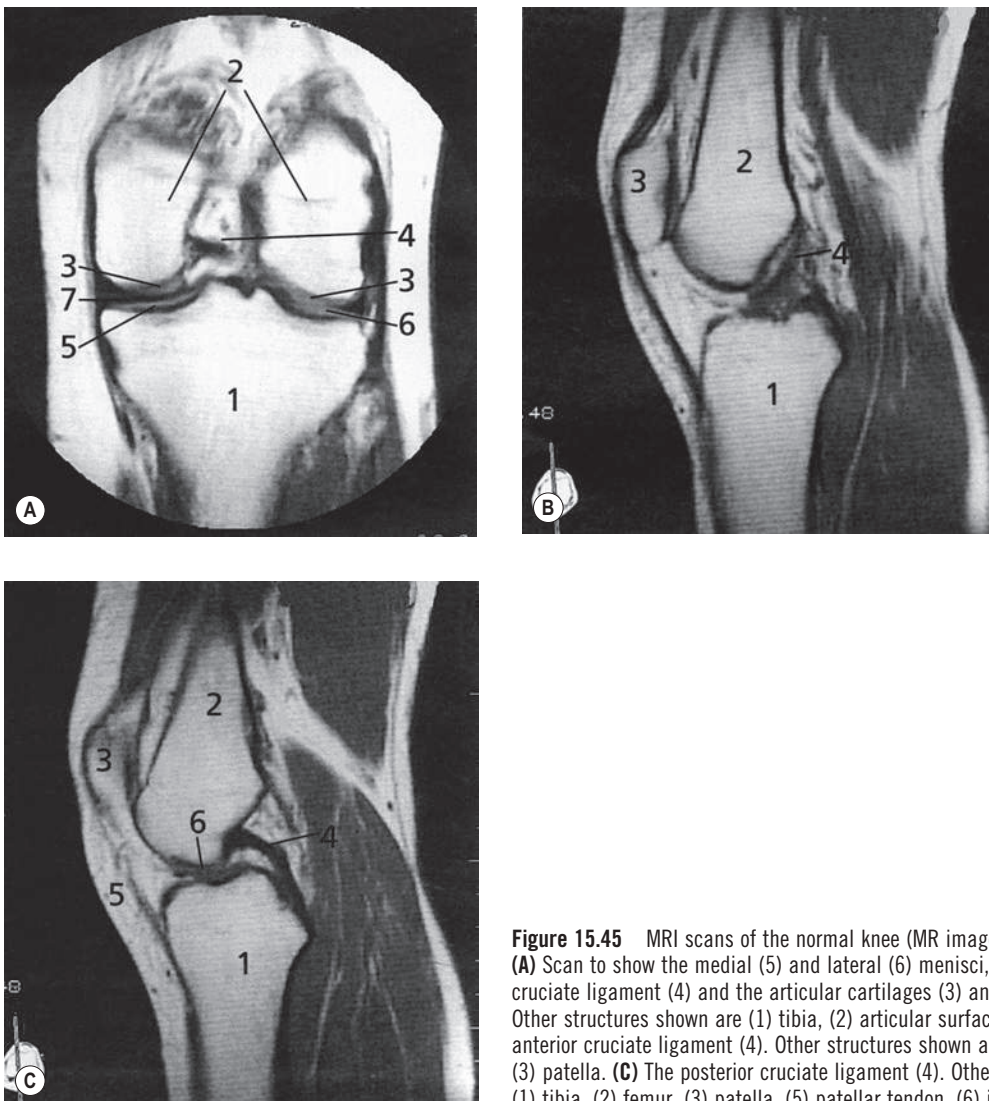 2
4
3
3
7
6
5
1
A
2
3
4
1
48
B
2
3
6
4
5
1
C
Figure 15.45 MRI scans of the normal knee (MR imag
(A) Scan to show the medial (5) and lateral (6) menisci,
cruciate ligament (4) and the articular cartilages (3) an
Other structures shown are (1) tibia, (2) articular surfac
anterior cruciate ligament (4). Other structures shown a
(3) patella. (C) The posterior cruciate ligament (4). Othe
(1) tibia, (2) femur, (3) patella, (5) patellar tendon, (6) i